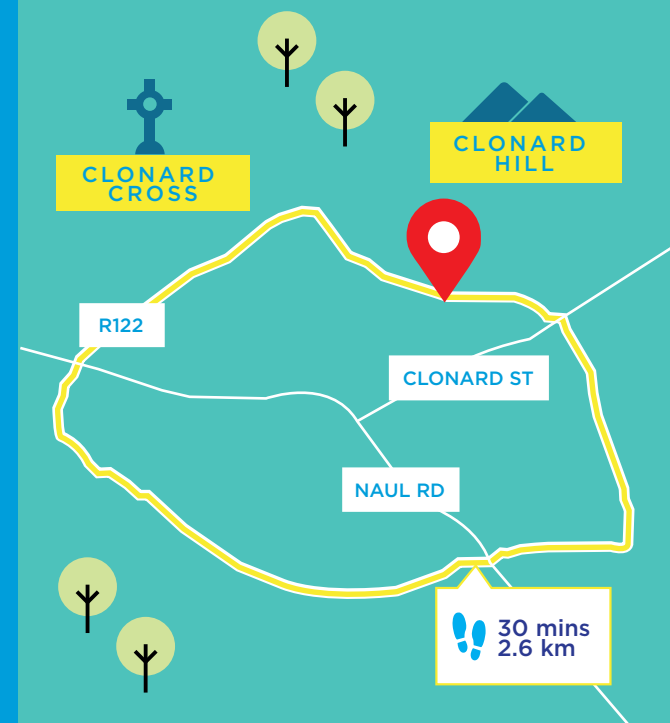 CLONARD
CROSS
CLONARD
HILL
R122
CLONARD ST
NAUL RD
30 mins
2.6 km